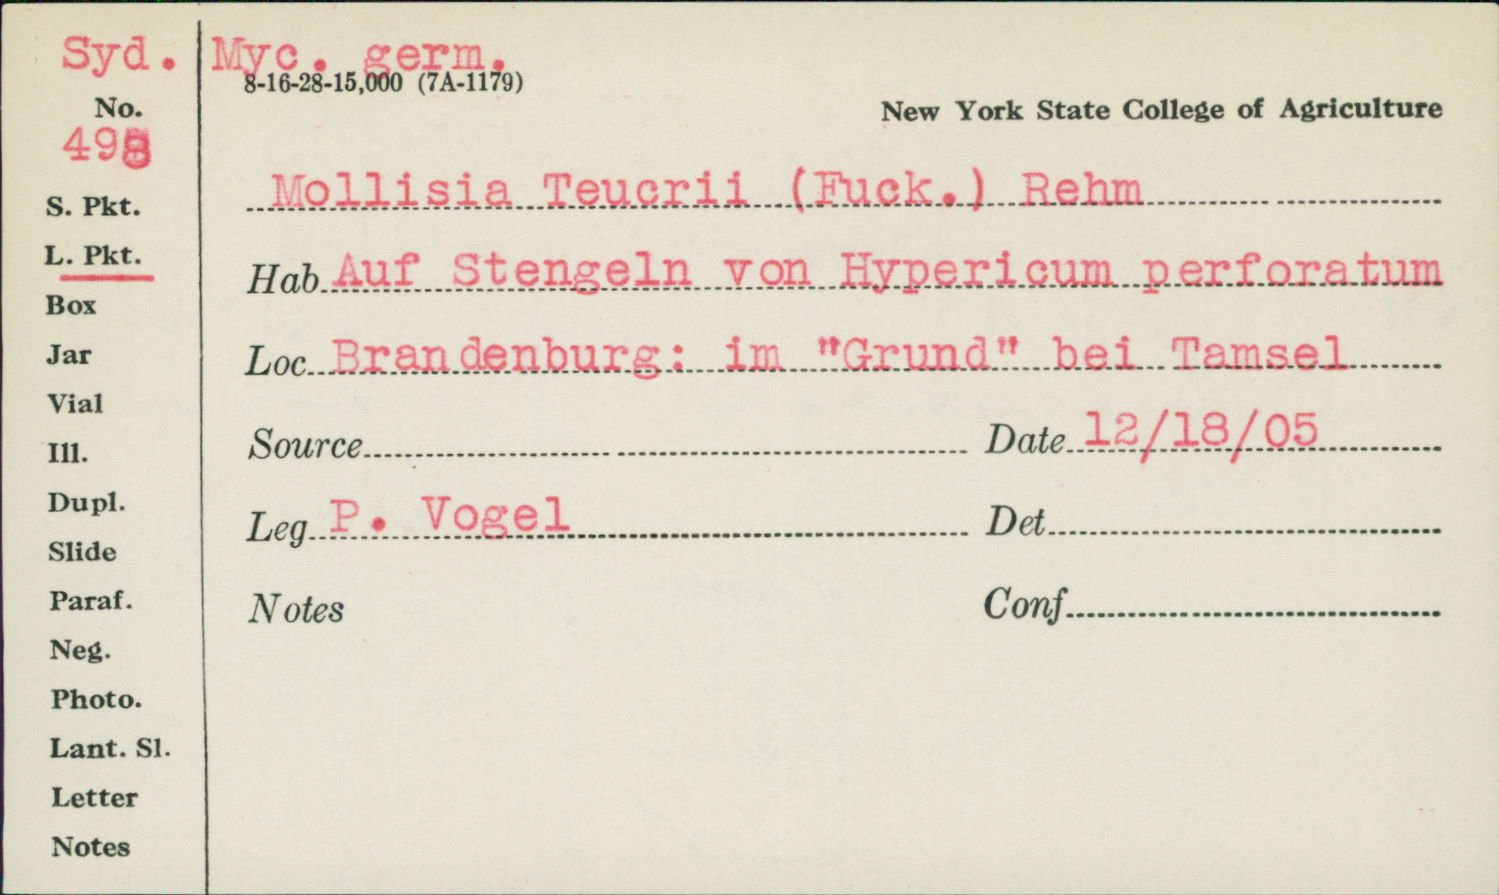 Syd. Myc. germ.
8-16-28-15,000 (7A-1179)
No.
New York State College of Agriculture
498
Mollisia Teucrii (Fuck.) Rehm
S. Pkt.
L. Pkt.
Hab Auf Stengeln von Hypericum perforatum
Box
Jar
Loc Brandenburg: im "Grund" bei Tamsel
Vial
Ill.
Source Date 12/18/05
Dupl.
Leg P. Vogel Det
Slide
Paraf.
Notes Conf
Neg.
Photo.
Lant. Sl.
Letter
Notes